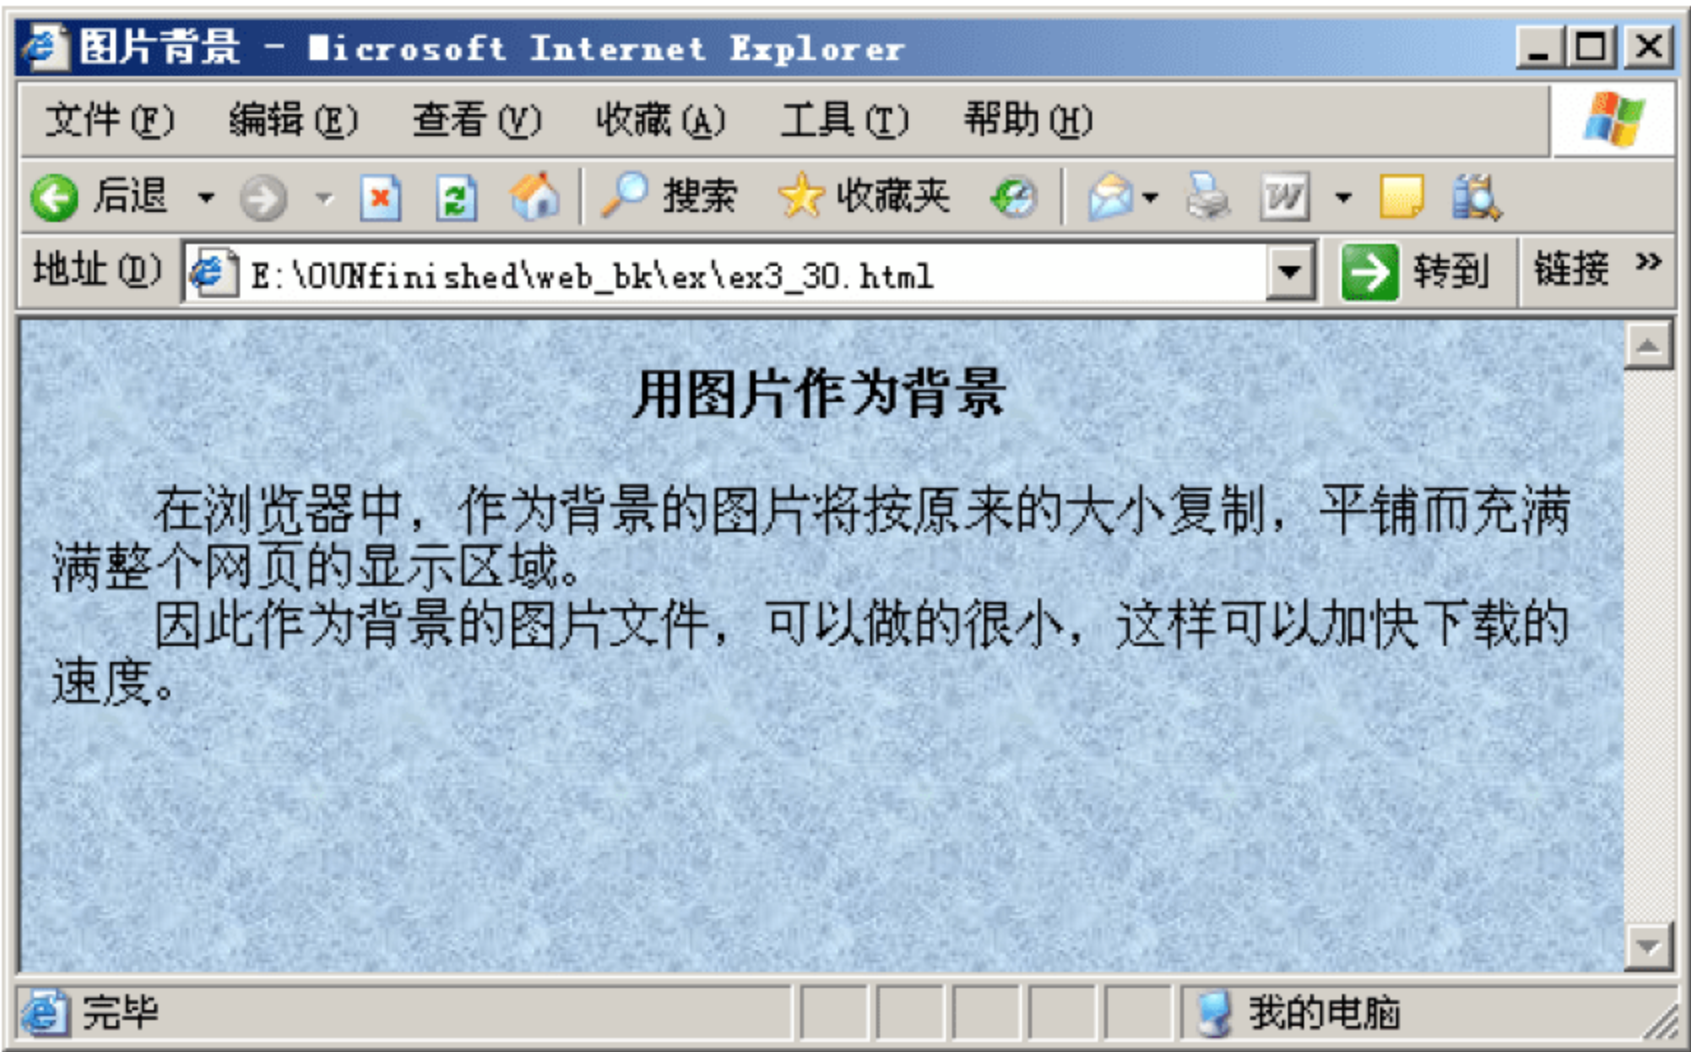 图片背景 - Microsoft Internet Explorer
文件(F) 编辑(E) 查看(V) 收藏(A) 工具(T) 帮助(H)
后退 搜索 收藏夹 W
地址(D) E:\OUNfinished\web_bk\ex\ex3_30.html 转到 链接 »
用图片作为背景
在浏览器中，作为背景的图片将按原来的大小复制，平铺而充满
满整个网页的显示区域。
因此作为背景的图片文件，可以做的很小，这样可以加快下载的
速度。
完毕 我的电脑